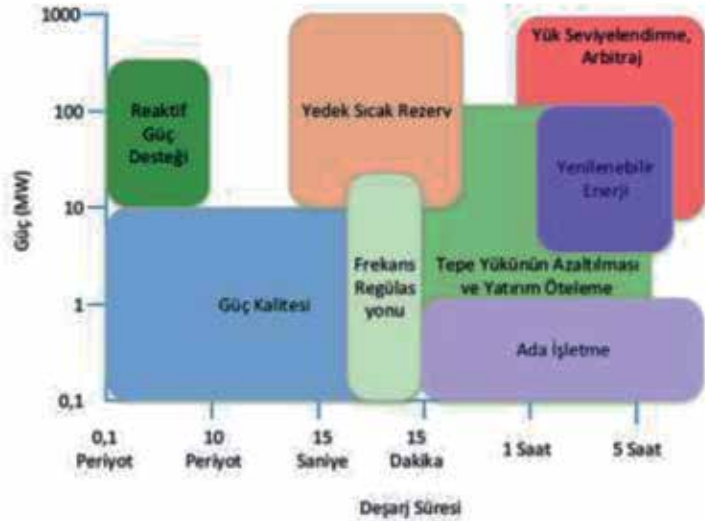 1000
100
10
1
0,1
Güç (MW)
Reaktif
Güç
Desteği
Yedek Sıcak Rezerv
Yük Seviyelendirme,
Arbitraj
Yenilenebilir
Enerji
Güç Kalitesi
Frekans
Regülas
yonu
Tepe Yükünün Azaltılması
ve Yatırım Öteleme
Ada İşletme
0,1
Periyot
10
Periyot
15
Saniye
15
Dakika
1 Saat
5 Saat
Deşarj Süresi